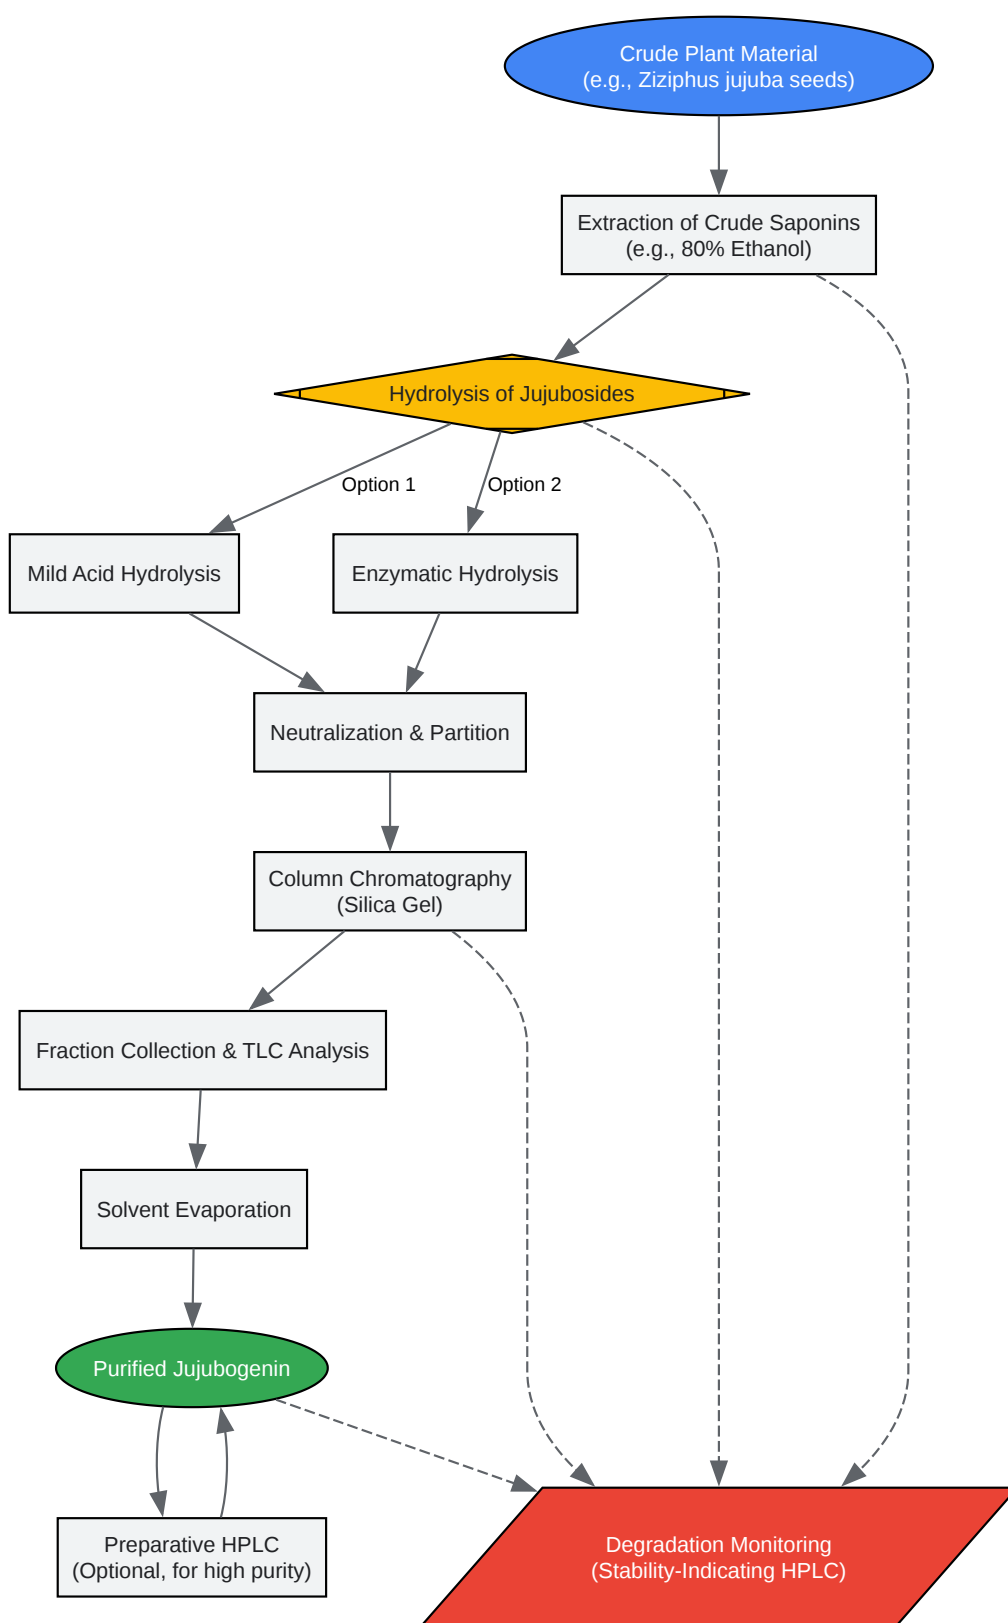 Crude Plant Material
(e.g., Ziziphus jujuba seeds)
Extraction of Crude Saponins
(e.g., 80% Ethanol)
Hydrolysis of Jujubosides
Option 1
Option 2
Mild Acid Hydrolysis
Enzymatic Hydrolysis
Neutralization & Partition
Column Chromatography
(Silica Gel)
Fraction Collection & TLC Analysis
Solvent Evaporation
Purified Jujubogenin
Preparative HPLC
(Optional, for high purity)
Degradation Monitoring
(Stability-Indicating HPLC)